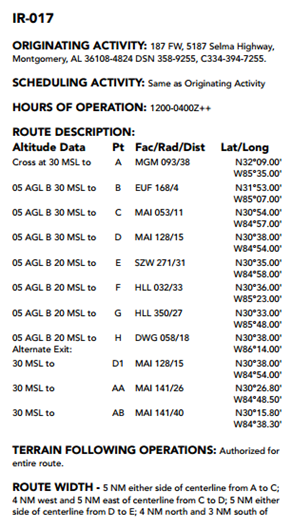 IR-017
ORIGINATING ACTIVITY: 187 FW, 5187 Selma Highway,
Montgomery, AL 36108-4824 DSN 358-9255, C334-394-7255.
SCHEDULING ACTIVITY: Same as Originating Activity
HOURS OF OPERATION: 1200-0400Z++
ROUTE DESCRIPTION:
Altitude Data Pt Fac/Rad/Dist Lat/Long
Cross at 30 MSL to A MGM 093/38 N32°09.00'
W85°35.00'
05 AGL B 30 MSL to B EUF 168/4 N31°53.00'
W85°07.00'
05 AGL B 30 MSL to C MAI 053/11 N30°54.00'
W84°57.00'
05 AGL B 30 MSL to D MAI 128/15 N30°38.00'
W84°54.00'
05 AGL B 20 MSL to E SZW 271/31 N30°35.00'
W84°58.00'
05 AGL B 20 MSL to F HLL 032/33 N30°36.00'
W85°23.00'
05 AGL B 20 MSL to G HLL 350/27 N30°33.00'
W85°48.00'
05 AGL B 20 MSL to H DWG 058/18 N30°38.00'
Alternate Exit: W86°14.00'
30 MSL to D1 MAI 128/15 N30°38.00'
W84°54.00'
30 MSL to AA MAI 141/26 N30°26.80'
W84°48.50'
30 MSL to AB MAI 141/40 N30°15.80'
W84°38.30'
TERRAIN FOLLOWING OPERATIONS: Authorized for
entire route.
ROUTE WIDTH - 5 NM either side of centerline from A to C;
4 NM west and 5 NM east of centerline from C to D; 5 NM either
side of centerline from D to E; 4 NM north and 3 NM south of